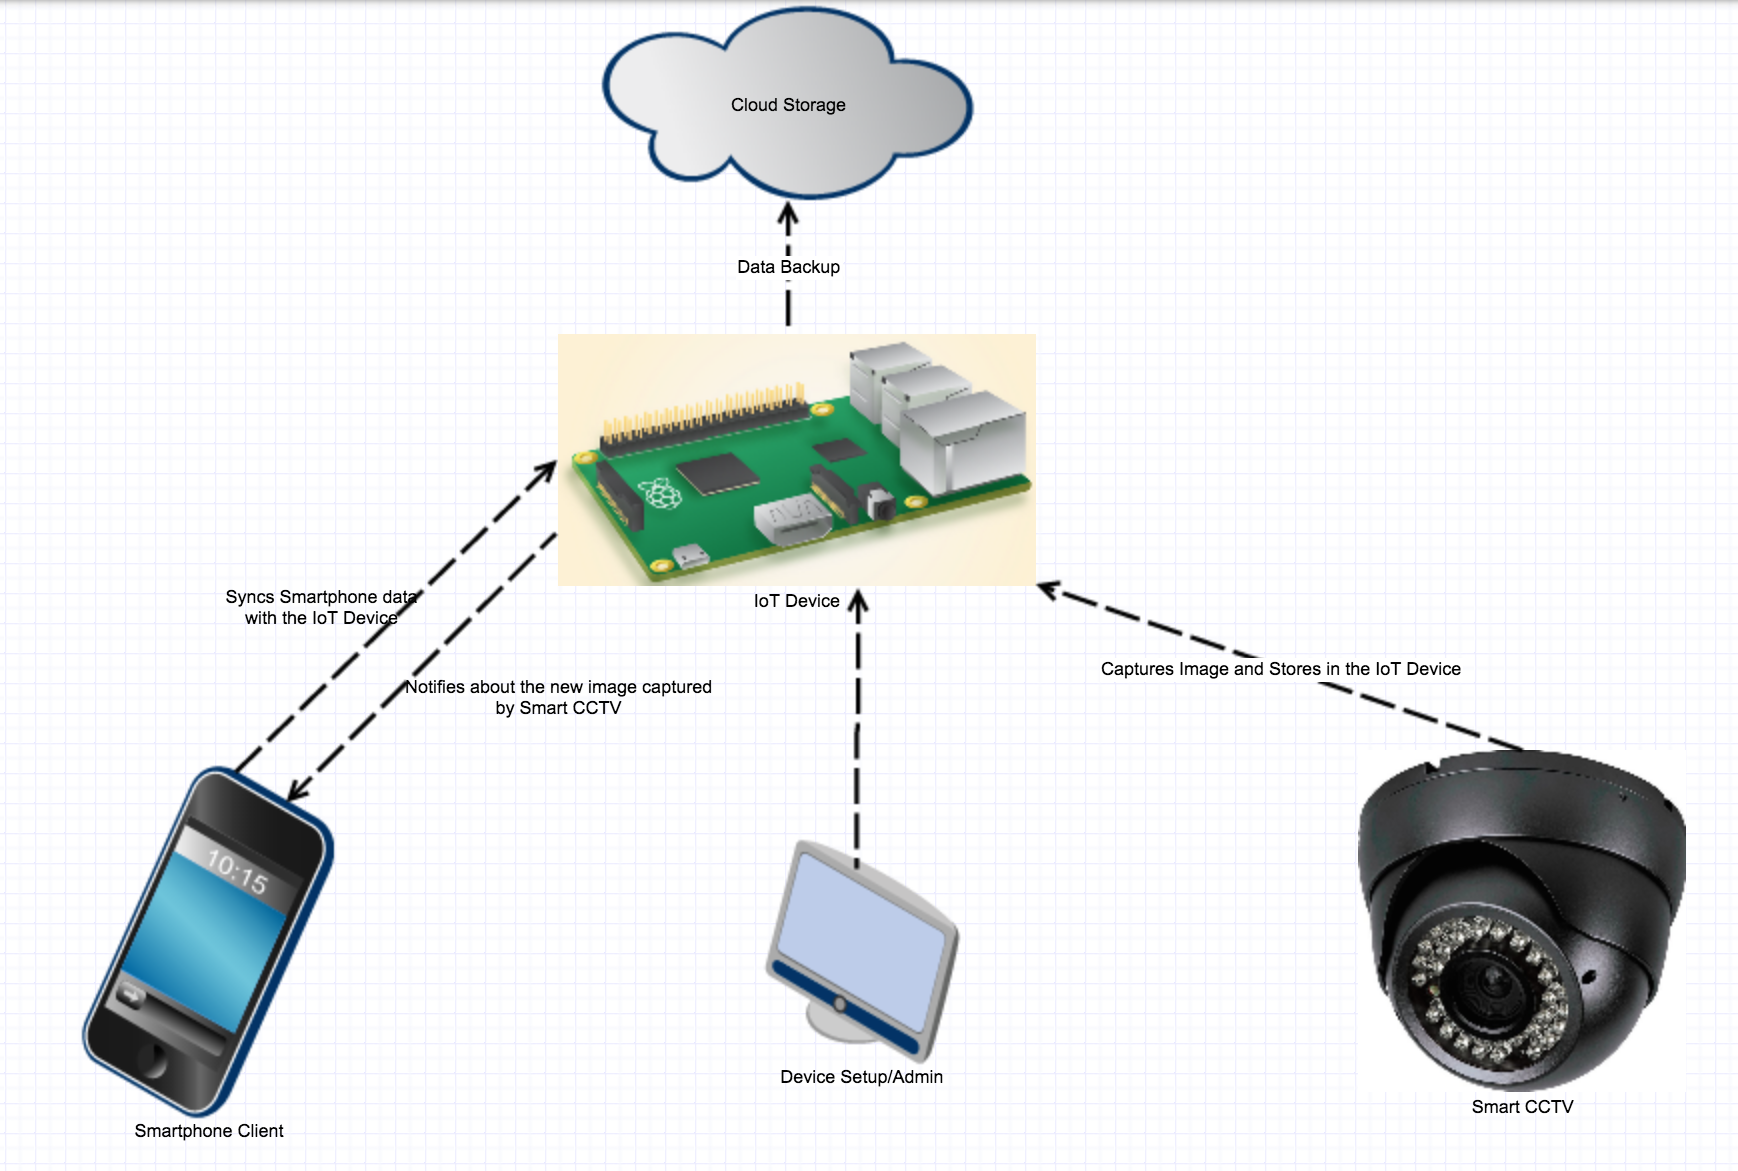 Cloud Storage
Data Backup
IoT Device
Syncs Smartphone data
with the IoT Device
Notifies about the new image captured
by Smart CCTV
Captures Image and Stores in the IoT Device
10:15
Device Setup/Admin
Smart CCTV
Smartphone Client